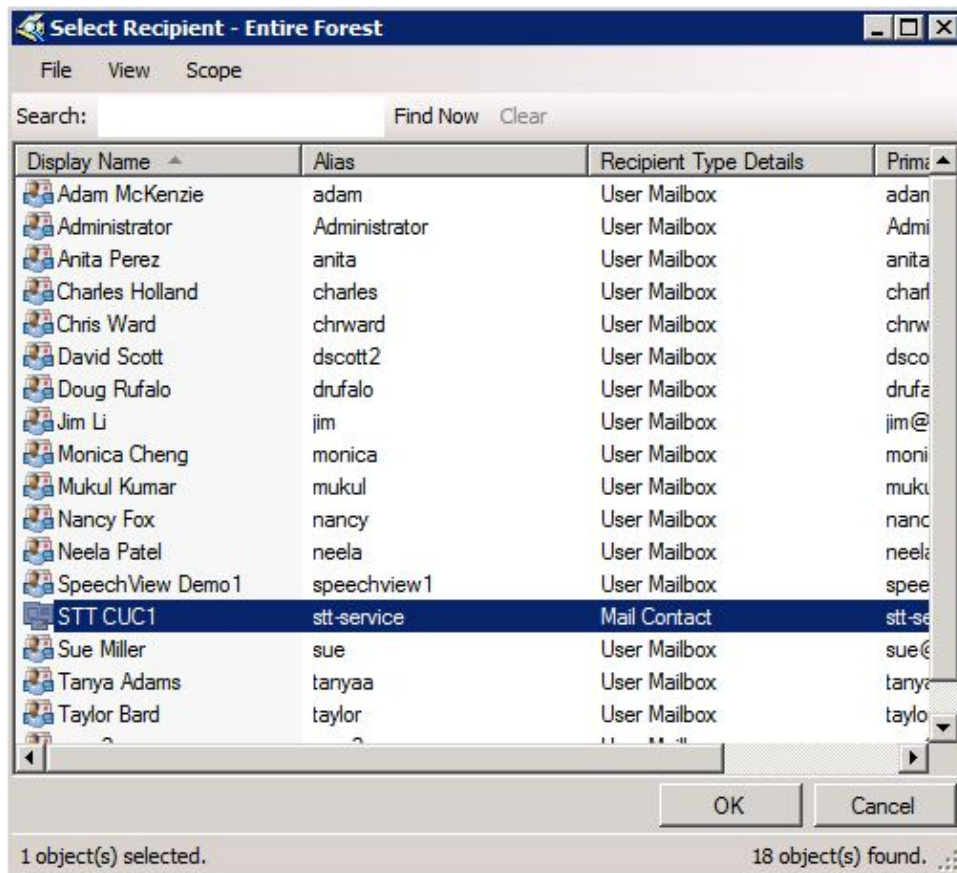 Select Recipient - Entire Forest
File View Scope
Search: Find Now Clear
Display Name Alias Recipient Type Details Prima
Adam McKenzie adam User Mailbox adam
Administrator Administrator User Mailbox Admi
Anita Perez anita User Mailbox anita
Charles Holland charles User Mailbox charl
Chris Ward chrward User Mailbox chrw
David Scott dscott2 User Mailbox dsco
Doug Rufalo drufalo User Mailbox drufa
Jim Li jim User Mailbox jim@
Monica Cheng monica User Mailbox moni
Mukul Kumar mukul User Mailbox muku
Nancy Fox nancy User Mailbox nanc
Neela Patel neela User Mailbox neela
SpeechView Demo1 speechview1 User Mailbox spee
STT CUC1 stt-service Mail Contact stt-se
Sue Miller sue User Mailbox sue@
Tanya Adams tanyaa User Mailbox tanya
Taylor Bard taylor User Mailbox taylo
OK Cancel
1 object(s) selected. 18 object(s) found.